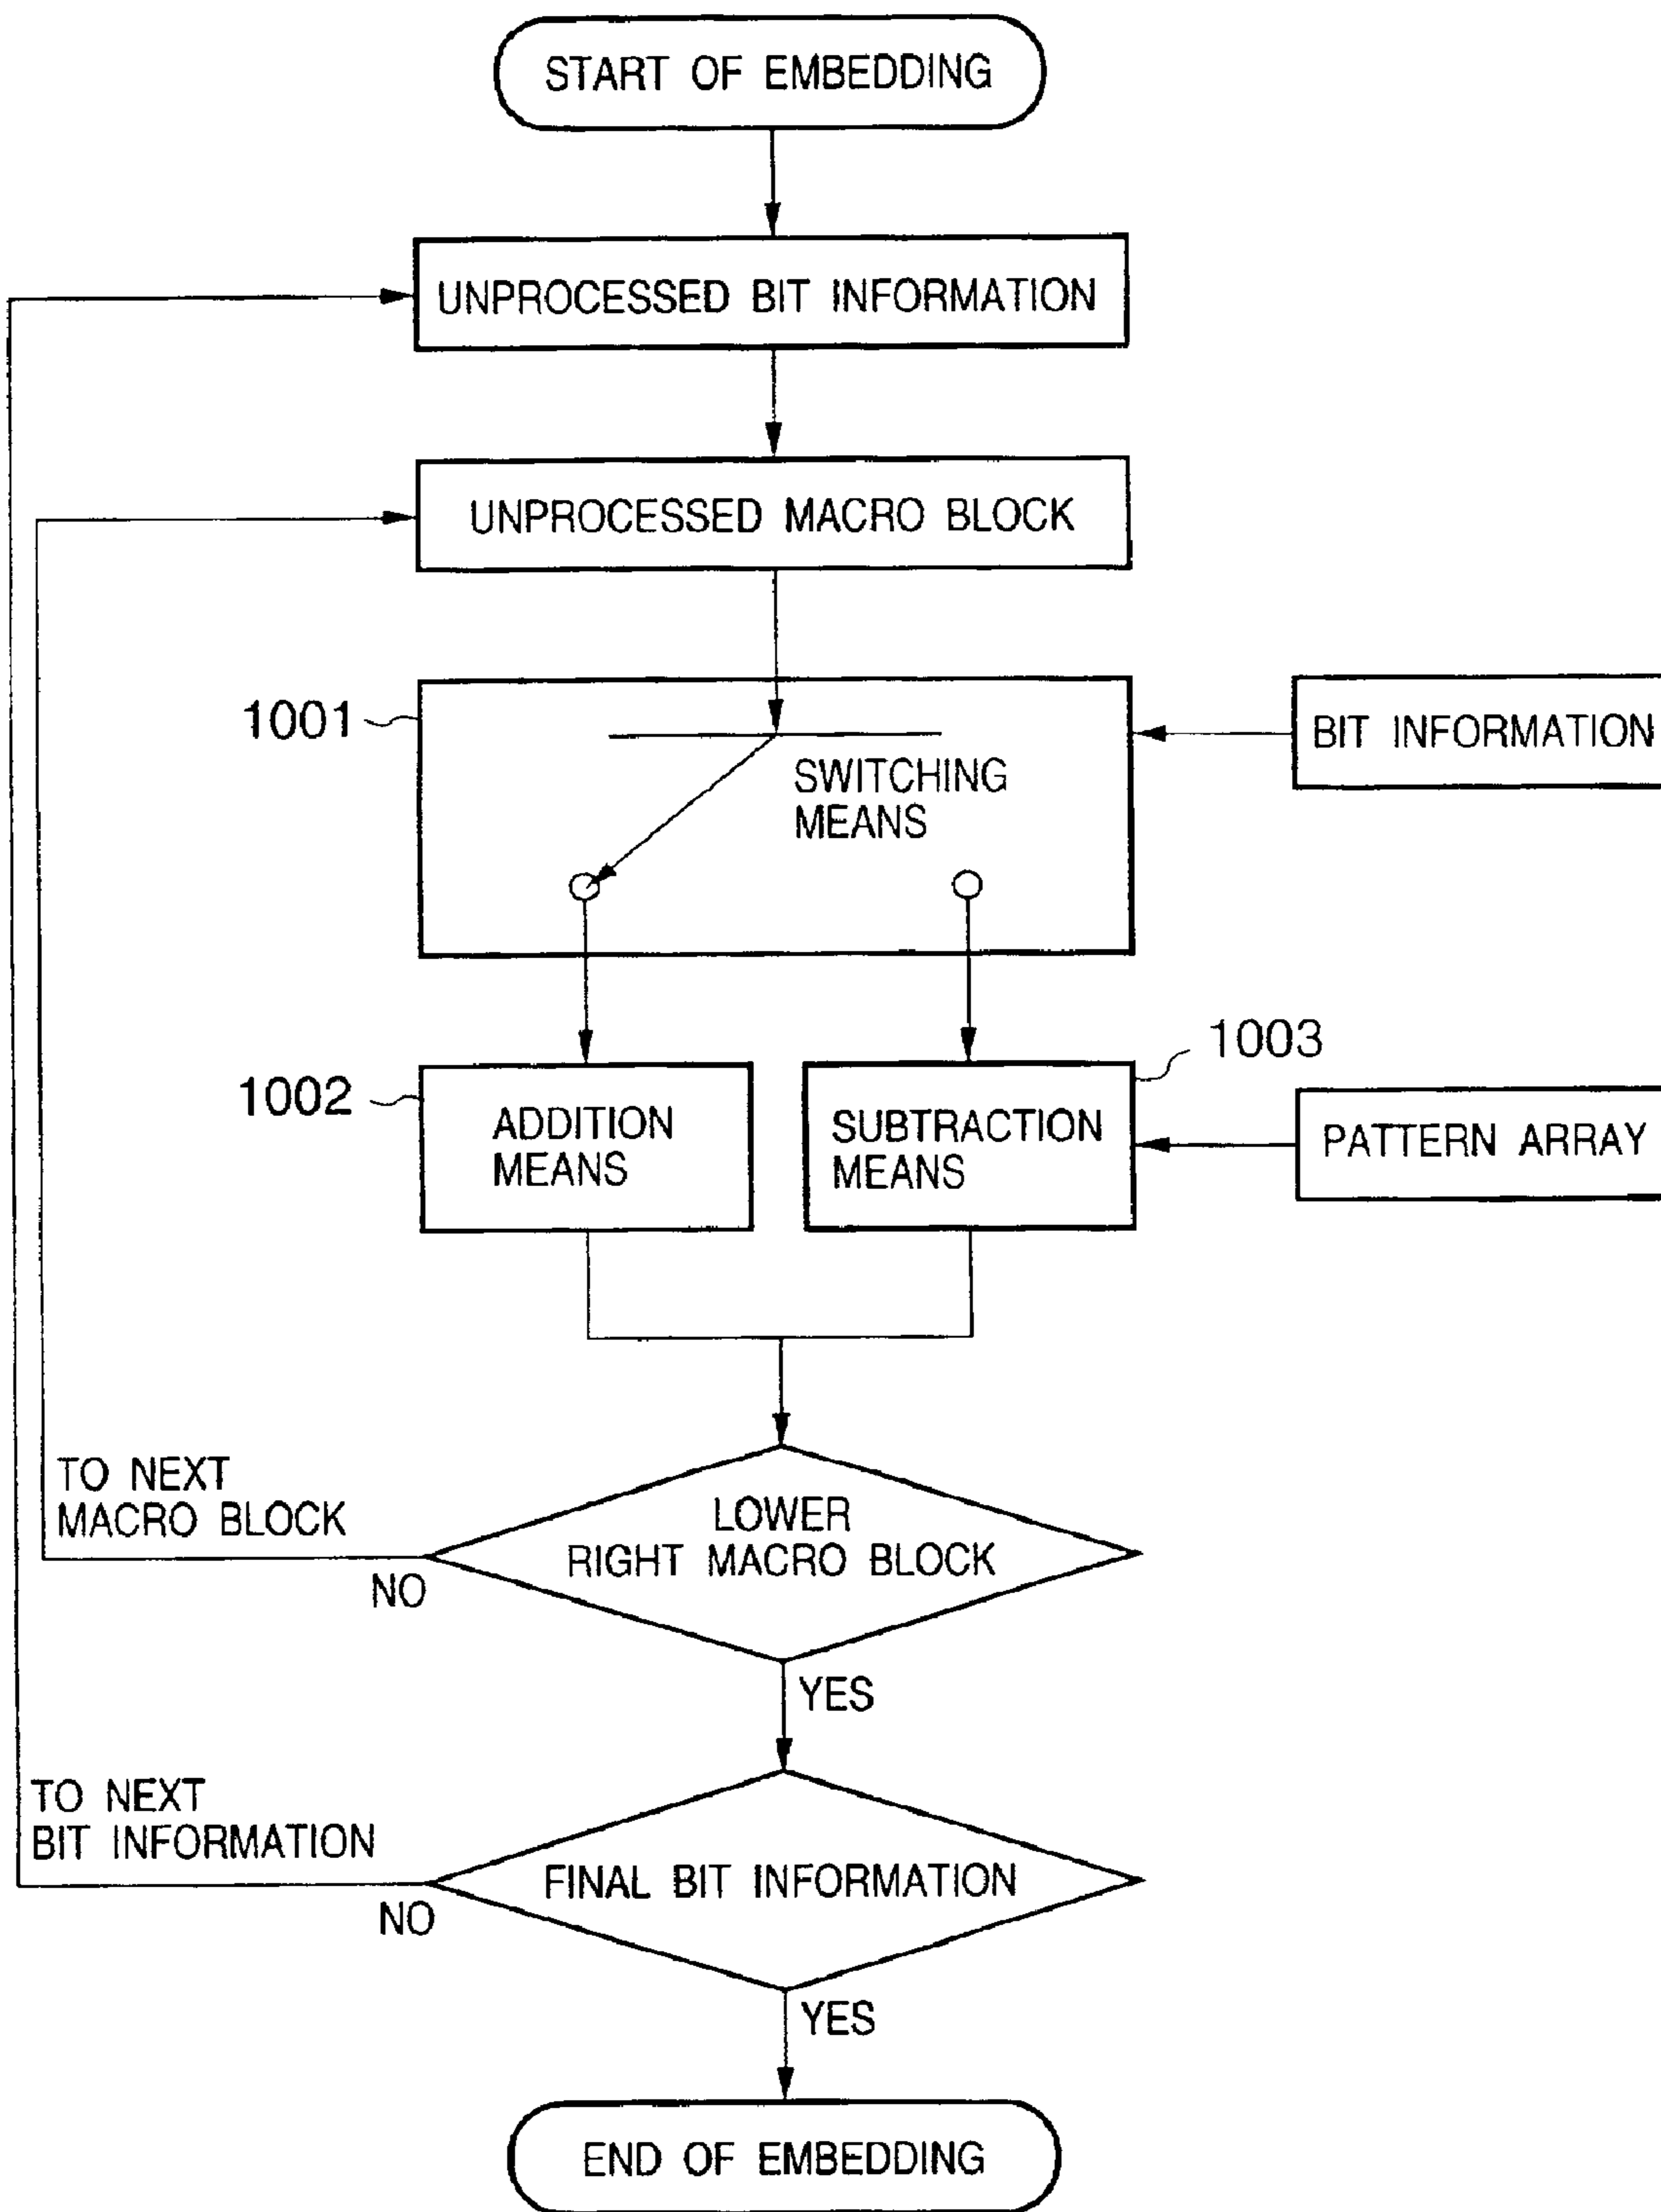 START OF EMBEDDING
UNPROCESSED BIT INFORMATION
UNPROCESSED MACRO BLOCK
1001
SWITCHING
MEANS
BIT INFORMATION
1002
ADDITION
MEANS
1003
SUBTRACTION
MEANS
PATTERN ARRAY
TO NEXT
MACRO BLOCK
NO
LOWER
RIGHT MACRO BLOCK
YES
TO NEXT
BIT INFORMATION
NO
FINAL BIT INFORMATION
YES
END OF EMBEDDING